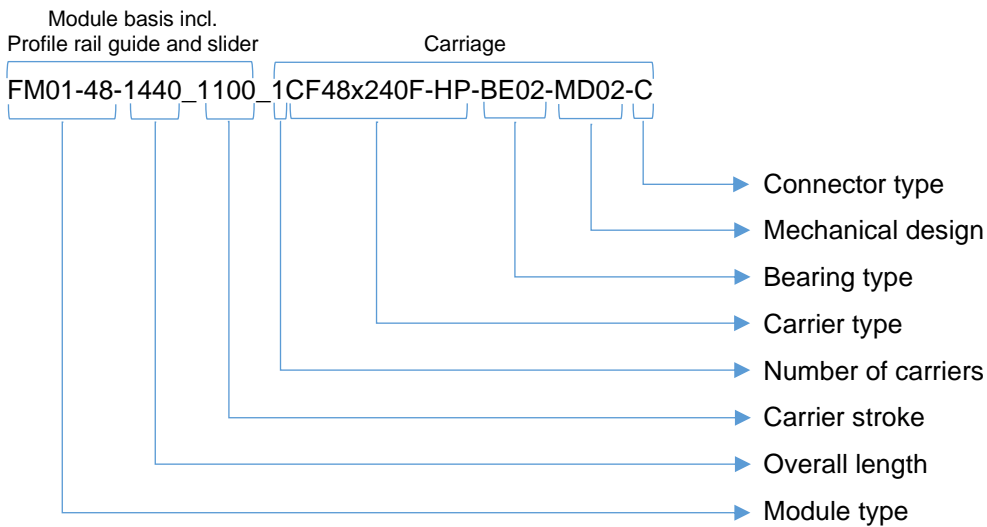 Module basis incl.
Profile rail guide and slider
Carriage
FM01-48-1440_1100_1CF48x240F-HP-BE02-MD02-C
Connector type
Mechanical design
Bearing type
Carrier type
Number of carriers
Carrier stroke
Overall length
Module type